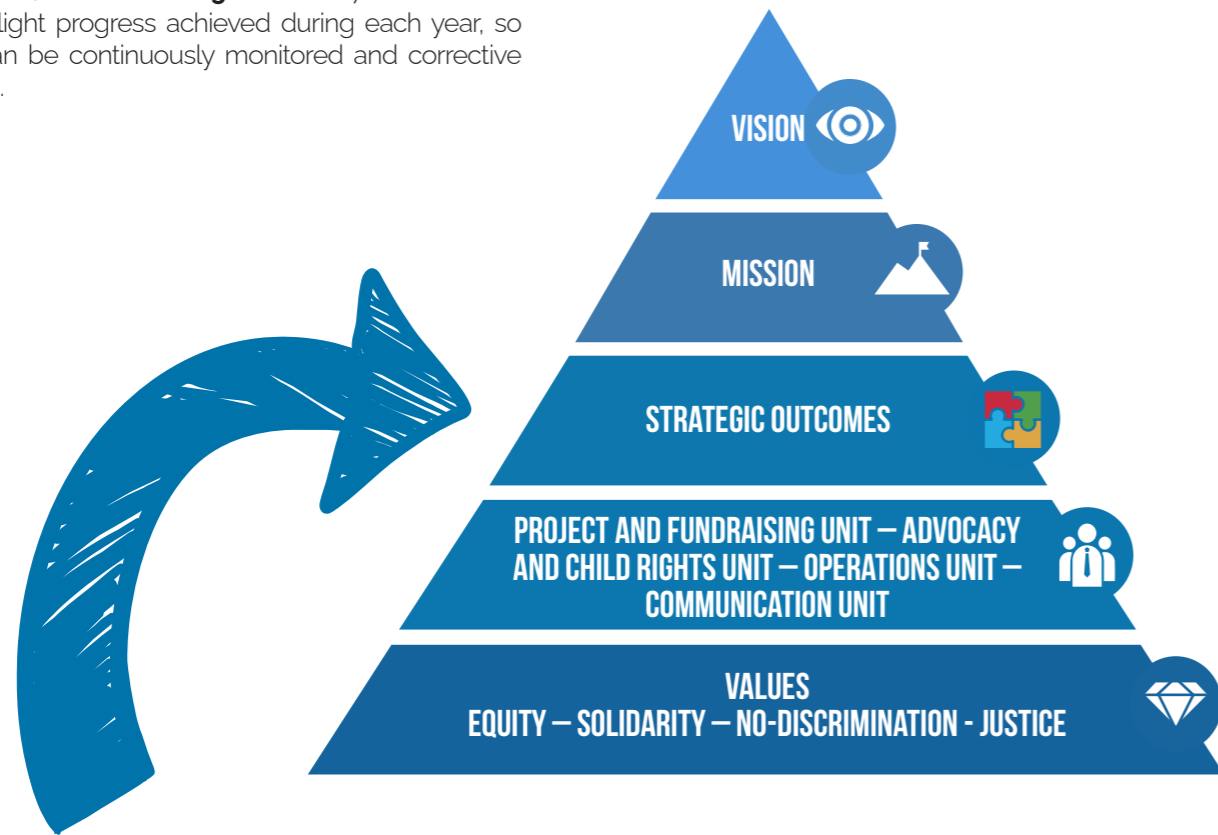 light progress achieved during each year, so
an be continuously monitored and corrective
.
VISION
MISSION
STRATEGIC OUTCOMES
PROJECT AND FUNDRAISING UNIT – ADVOCACY
AND CHILD RIGHTS UNIT – OPERATIONS UNIT –
COMMUNICATION UNIT
VALUES
EQUITY – SOLIDARITY – NO-DISCRIMINATION - JUSTICE